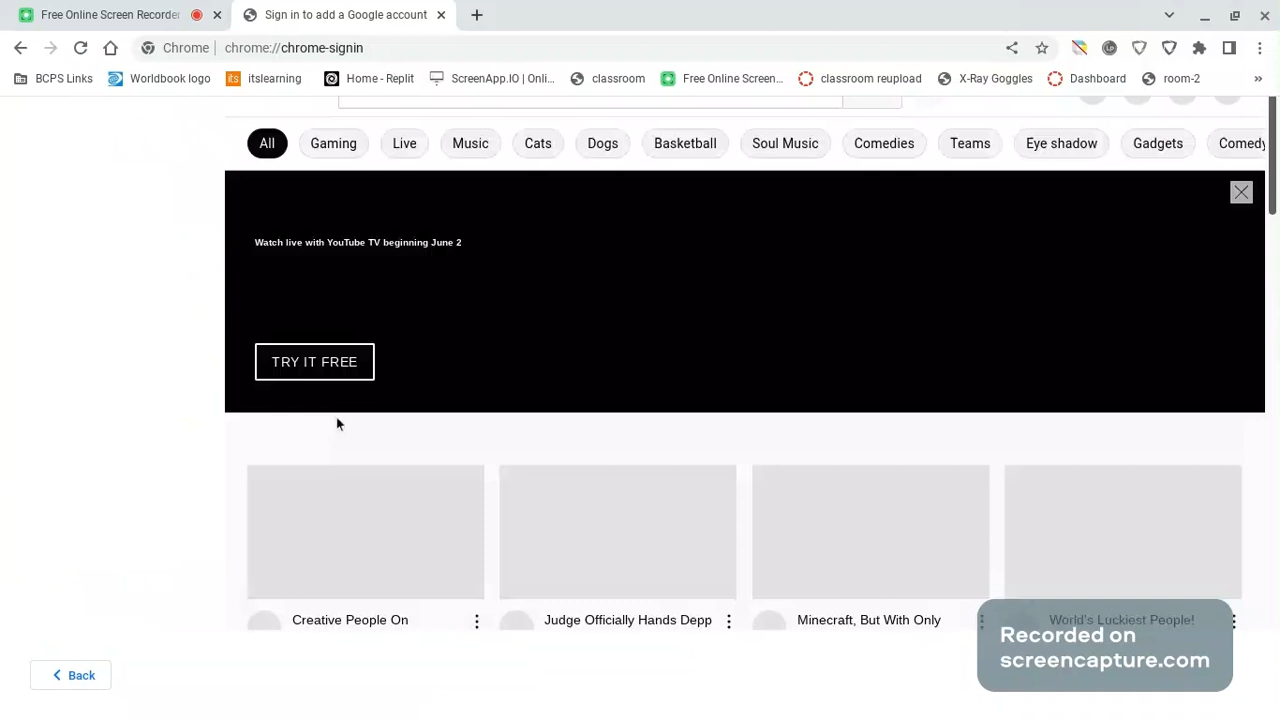 Free Online Screen Recorder
Sign in to add a Google account
Chrome
chrome://chrome-signin
BCPS Links
Worldbook logo
its
itslearning
Home - Replit
ScreenApp.IO | Onli...
classroom
Free Online Screen...
classroom reupload
X-Ray Goggles
Dashboard
room-2
»
All
Gaming
Live
Music
Cats
Dogs
Basketball
Soul Music
Comedies
Teams
Eye shadow
Gadgets
Comedy
Watch live with YouTube TV beginning June 2
TRY IT FREE
Creative People On
Judge Officially Hands Depp
Minecraft, But With Only
World's Luckiest People!
Recorded on
screencapture.com
Back